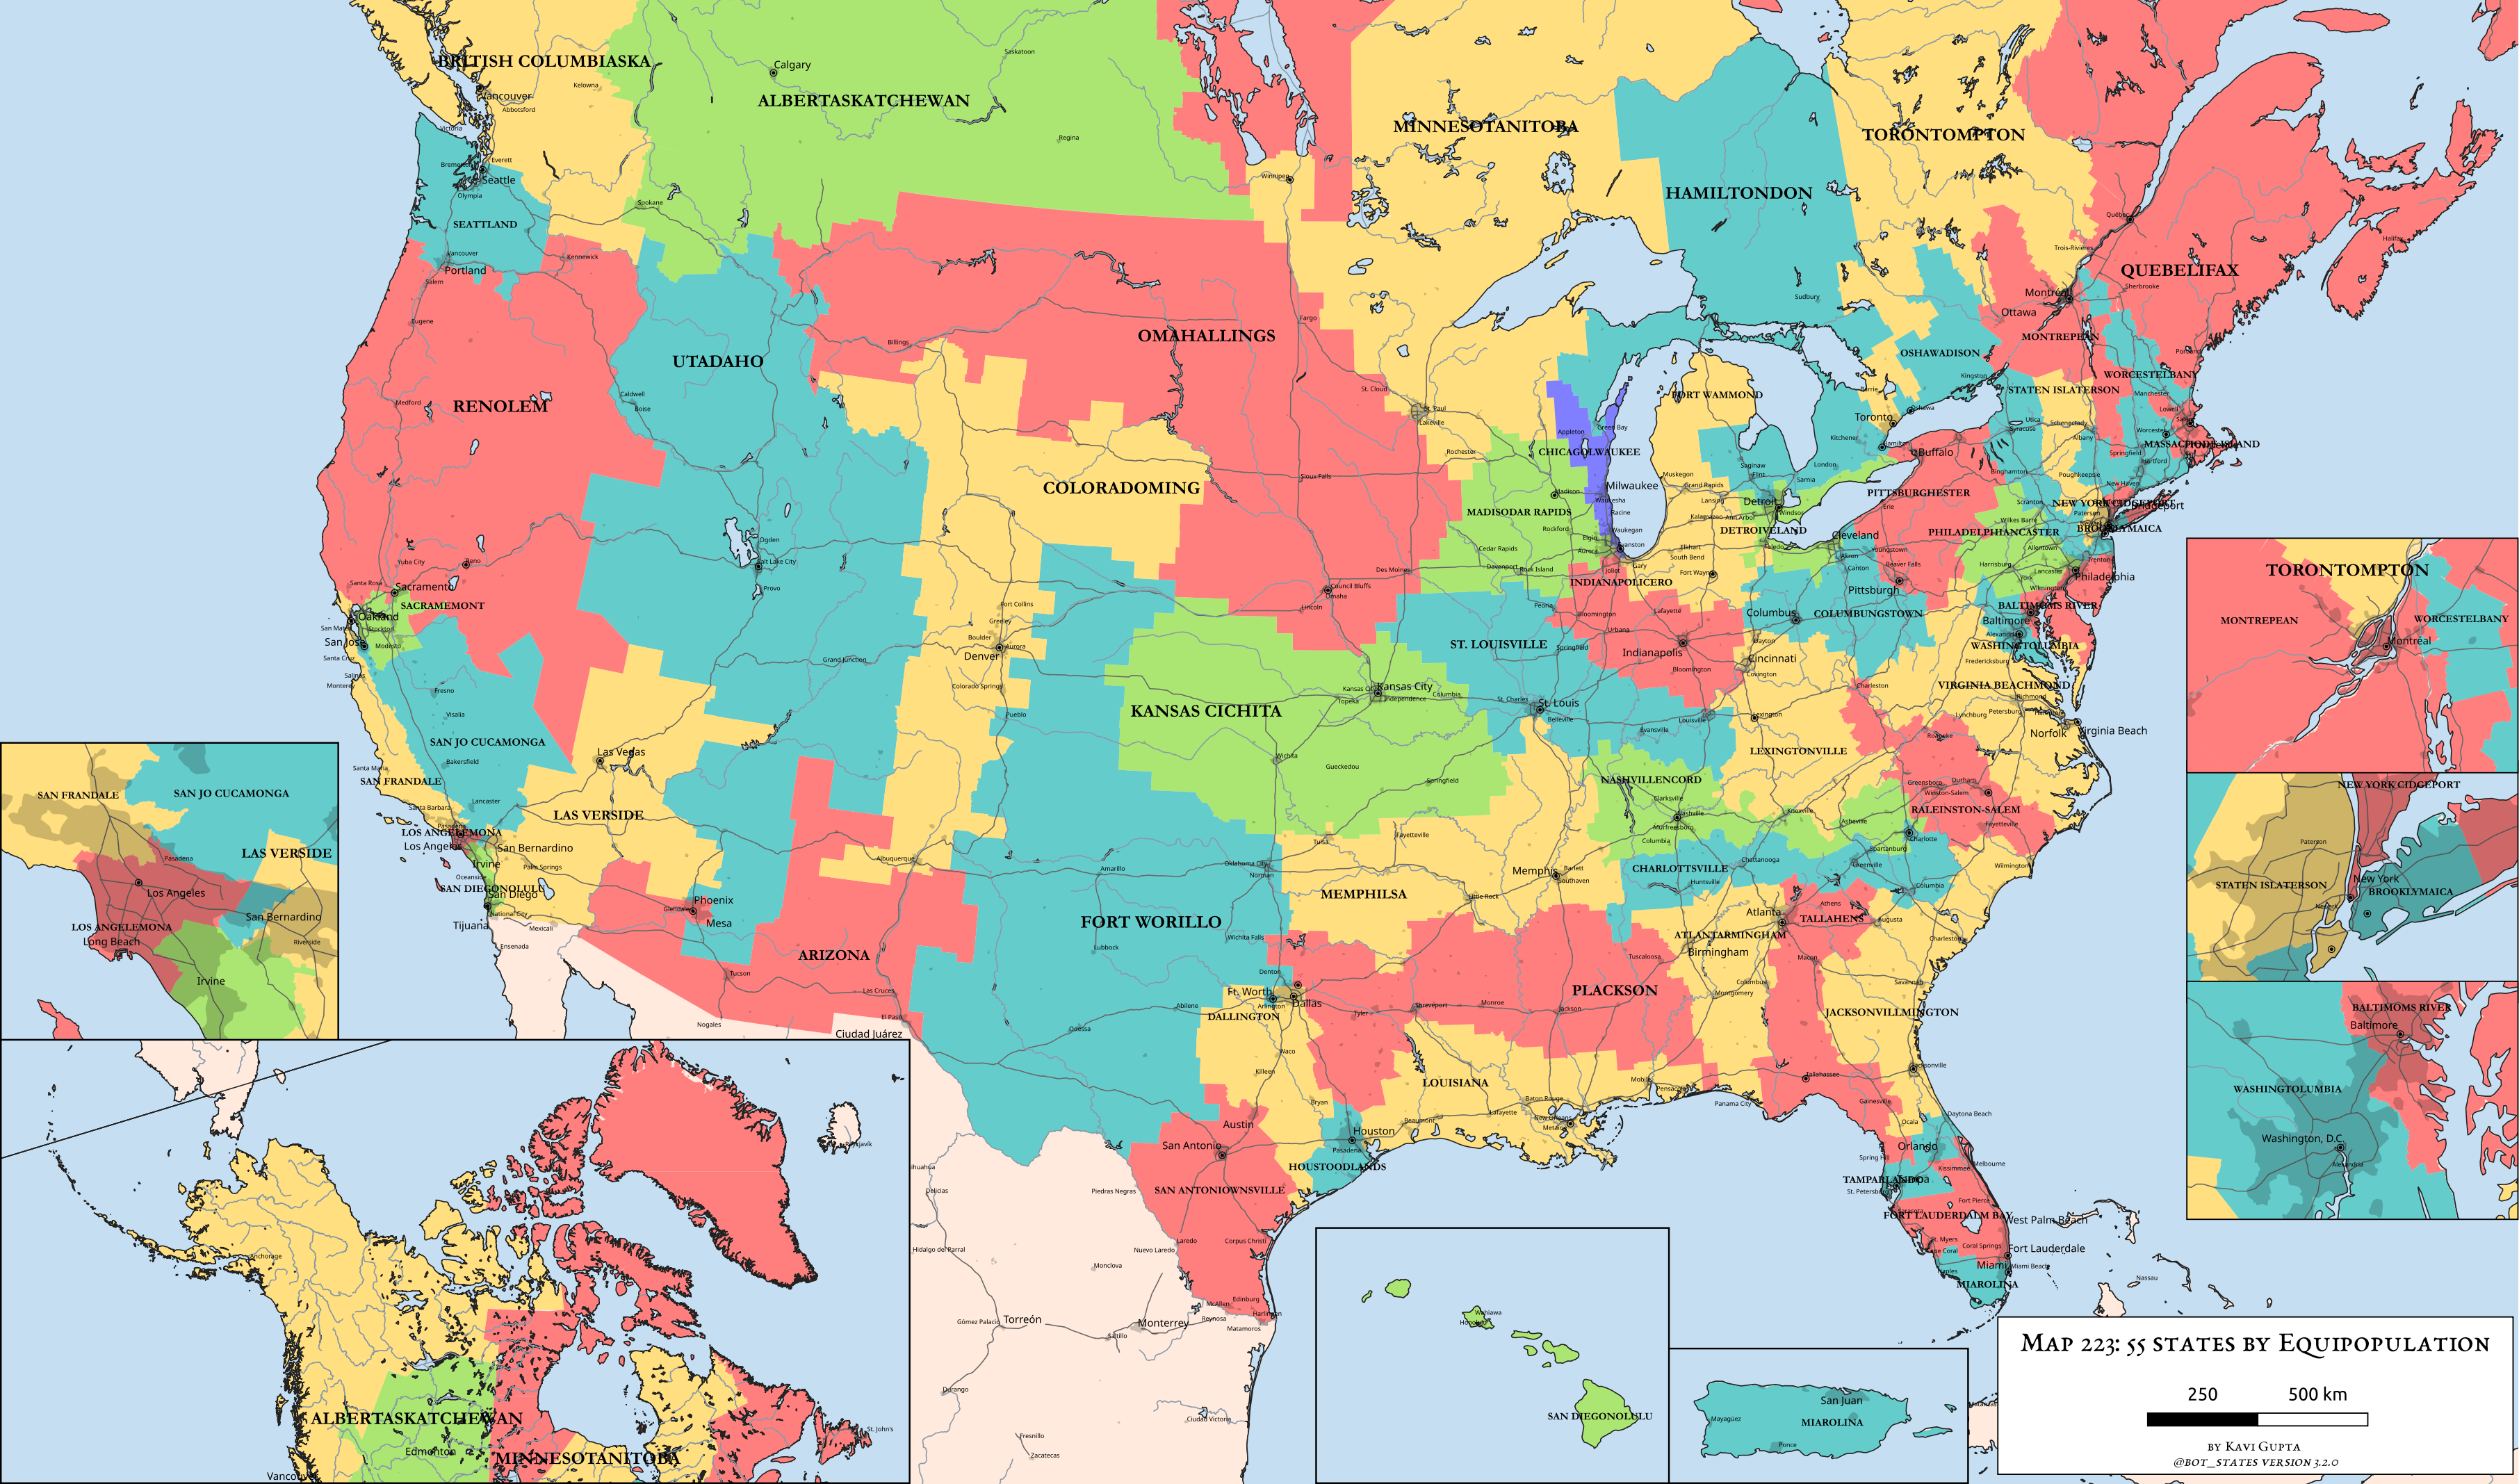 BRITISH COLUMBIASKA
Vancouver
Kelowna
Abbotsford
Victoria
Everett
Seattle
Olympia
SEATTLAND
Vancouver
Portland
Salem
Kennewick
Spokane
Eugene
Medford
RENOLEM
Calgary
Saskatoon
ALBERTASKATCHEWAN
Regina
Winnipeg
MINNESOTANITOBA
HAMILTONDON
TORONTOMPTON
Québec
Trois-Rivières
Halifax
QUEBELIFAX
Sherbrooke
Montréal
Ottawa
MONTREPEAN
Sudbury
OSHAWADISON
Kingston
WORCESTELBANY
STATEN ISLATERSON
Manchester
Lowell
Fargo
Billings
OMAHALLINGS
UTADAHO
Caldwell
Boise
St. Cloud
St. Paul
Lakeville
Rochester
Sioux Falls
COLORADOMING
Appleton
Green Bay
CHICAGOLWAUKEE
Milwaukee
Waukesha
Racine
Waukegan
Evanston
Madison
MADISODAR RAPIDS
Rockford
Elgin
Aurora
Joliet
Gary
Cedar Rapids
Davenport
Rock Island
Des Moines
PORT WAMMOND
Muskegon
Grand Rapids
Lansing
Kalamazoo
Ann Arbor
Saginaw
Flint
Sarnia
London
Kitchener
Hamilton
Toronto
Oshawa
Barrie
Buffalo
Detroit
Windsor
DETROIVELAND
Toledo
Cleveland
Akron
Canton
Youngstown
Beaver Falls
Erie
PITTSBURGHESTER
Pittsburgh
Utica
Syracuse
Schenectady
Albany
Worcester
MASSACHODE ISLAND
Springfield
Hartford
Binghamton
Poughkeepsie
New Haven
Scranton
NEW YORK CIDGEPORT
Bridgeport
Paterson
Wilkes Barre
BROOKLYMAICA
PHILADELPHIANCASTER
Allentown
Trenton
Harrisburg
Lancaster
York
Philadelphia
Wilmington
BALTIMOMS RIVER
Baltimore
Alexandria
WASHINGTOLUMBIA
Fredericksburg
VIRGINIA BEACHMOND
Richmond
Petersburg
Lynchburg
Norfolk
Virginia Beach
Roanoke
Charleston
Elkhart
South Bend
Fort Wayne
INDIANAPOLICERO
Peoria
Bloomington
Lafayette
Urbana
Springfield
Indianapolis
Bloomington
Columbus
COLUMBUNGSTOWN
Dayton
Cincinnati
Covington
Council Bluffs
Omaha
Lincoln
ST. LOUISVILLE
St. Louis
St. Charles
Belleville
Louisville
Evansville
Lexington
LEXINGTONVILLE
Kansas City
Independence
Columbia
Topeka
KANSAS CICHITA
Wichita
Gueckedou
Springfield
Yuba City
Reno
Santa Rosa
Sacramento
SACRAMEMONT
Oakland
Stockton
San Mateo
San Jose
Modesto
Santa Cruz
Salinas
Monterey
Fresno
Visalia
SAN JO CUCAMONGA
Bakersfield
Santa Maria
SAN FRANDALE
Santa Barbara
Lancaster
Pasadena
LOS ANGELEMONA
Los Angeles
San Bernardino
Irvine
Palm Springs
Oceanside
SAN DIEGONOLULU
San Diego
National City
Tijuana
Mexicali
Ensenada
Ogden
Salt Lake City
Provo
Las Vegas
LAS VERSIDE
Grand Junction
Fort Collins
Greeley
Boulder
Denver
Aurora
Colorado Springs
Pueblo
Albuquerque
Phoenix
Glendale
Mesa
ARIZONA
Tucson
Las Cruces
Nogales
El Paso
Ciudad Juárez
Amarillo
Oklahoma City
Norman
FORT WORILLO
Lubbock
Wichita Falls
Abilene
Odessa
Denton
Ft. Worth
Arlington
Dallas
DALLINGTON
Waco
Tyler
Killeen
Bryan
Austin
San Antonio
Houston
Pasadena
HOUSTOODLANDS
SAN ANTONIOWNSVILLE
Corpus Christi
Laredo
Nuevo Laredo
Edinburg
McAllen
Harlingen
Reynosa
Matamoros
Tulsa
Fayetteville
MEMPHILSA
Little Rock
Memphis
Bartlett
Southaven
Shreveport
Monroe
Jackson
PLACKSON
LOUISIANA
Beaumont
Lafayette
Baton Rouge
New Orleans
Metairie
Mobile
Pensacola
NASHVILLENCORD
Clarksville
Nashville
Murfreesboro
Columbia
Knoxville
Asheville
CHARLOTTSVILLE
Chattanooga
Huntsville
Greensboro
Durham
Winston-Salem
RALEINSTON-SALEM
Fayetteville
Charlotte
Spartanburg
Greenville
Columbia
Wilmington
Atlanta
Athens
TALLAHENS
Augusta
ATLANTARMINGHAM
Birmingham
Tuscaloosa
Macon
Columbus
Montgomery
Charleston
Savannah
JACKSONVILLMINGTON
Jacksonville
Tallahassee
Panama City
Gainesville
Ocala
Daytona Beach
Orlando
Spring Hill
Kissimmee
Melbourne
TAMPARLANDO
Tampa
St. Petersburg
Fort Pierce
Sarasota
FORT LAUDERDALM BAY
West Palm Beach
Ft. Myers
Cape Coral
Coral Springs
Fort Lauderdale
Naples
Miami
Miami Beach
MIAROLINA
Nassau
Chihuahua
Delicias
Piedras Negras
Hidalgo del Parral
Monclova
Gómez Palacio
Torreón
Monterrey
Saltillo
Durango
Ciudad Victoria
Fresnillo
Zacatecas
SAN FRANDALE
SAN JO CUCAMONGA
LAS VERSIDE
Pasadena
Los Angeles
San Bernardino
LOS ANGELEMONA
Long Beach
Riverside
Irvine
Reykjavík
Anchorage
ALBERTASKATCHEWAN
Edmonton
MINNESOTANITOBA
Vancouver
St. John's
Wahiawa
Honolulu
SAN DIEGONOLULU
San Juan
Mayagüez
MIAROLINA
Ponce
TORONTOMPTON
MONTREPEAN
WORCESTELBANY
Montréal
NEW YORK CIDGEPORT
Paterson
STATEN ISLATERSON
New York
BROOKLYMAICA
Newark
BALTIMOMS RIVER
Baltimore
WASHINGTOLUMBIA
Washington, D.C.
Alexandria
Map 223: 55 states by Equipopulation
250 500 km
by Kavi Gupta
@bot_states version 3.2.0